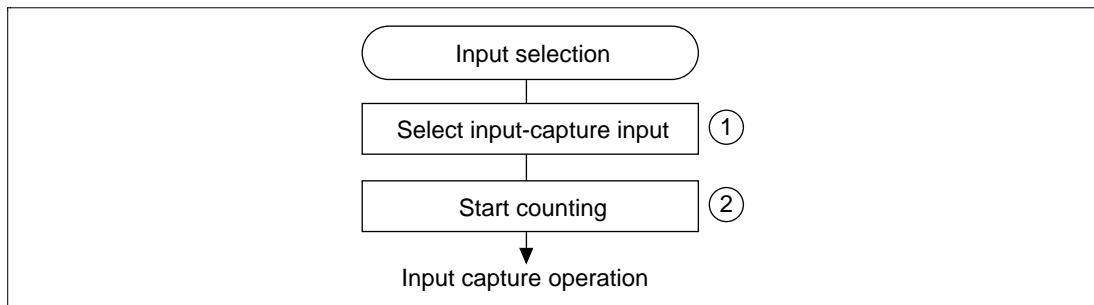 Input selection
Select input-capture input
1
Start counting
2
Input capture operation